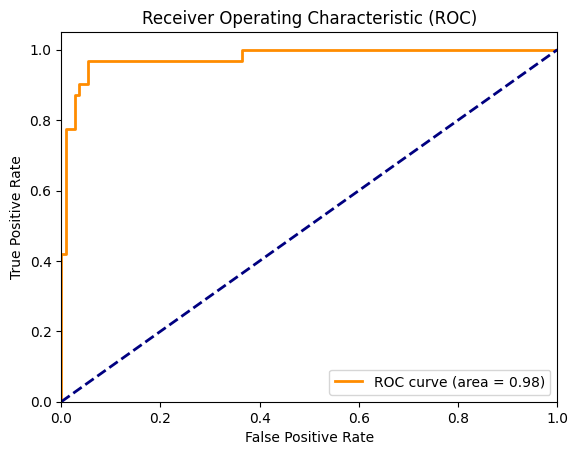 Receiver Operating Characteristic (ROC)
True Positive Rate
1.0
0.8
0.6
0.4
0.2
0.0
ROC curve (area = 0.98)
0.0 0.2 0.4 0.6 0.8 1.0
False Positive Rate